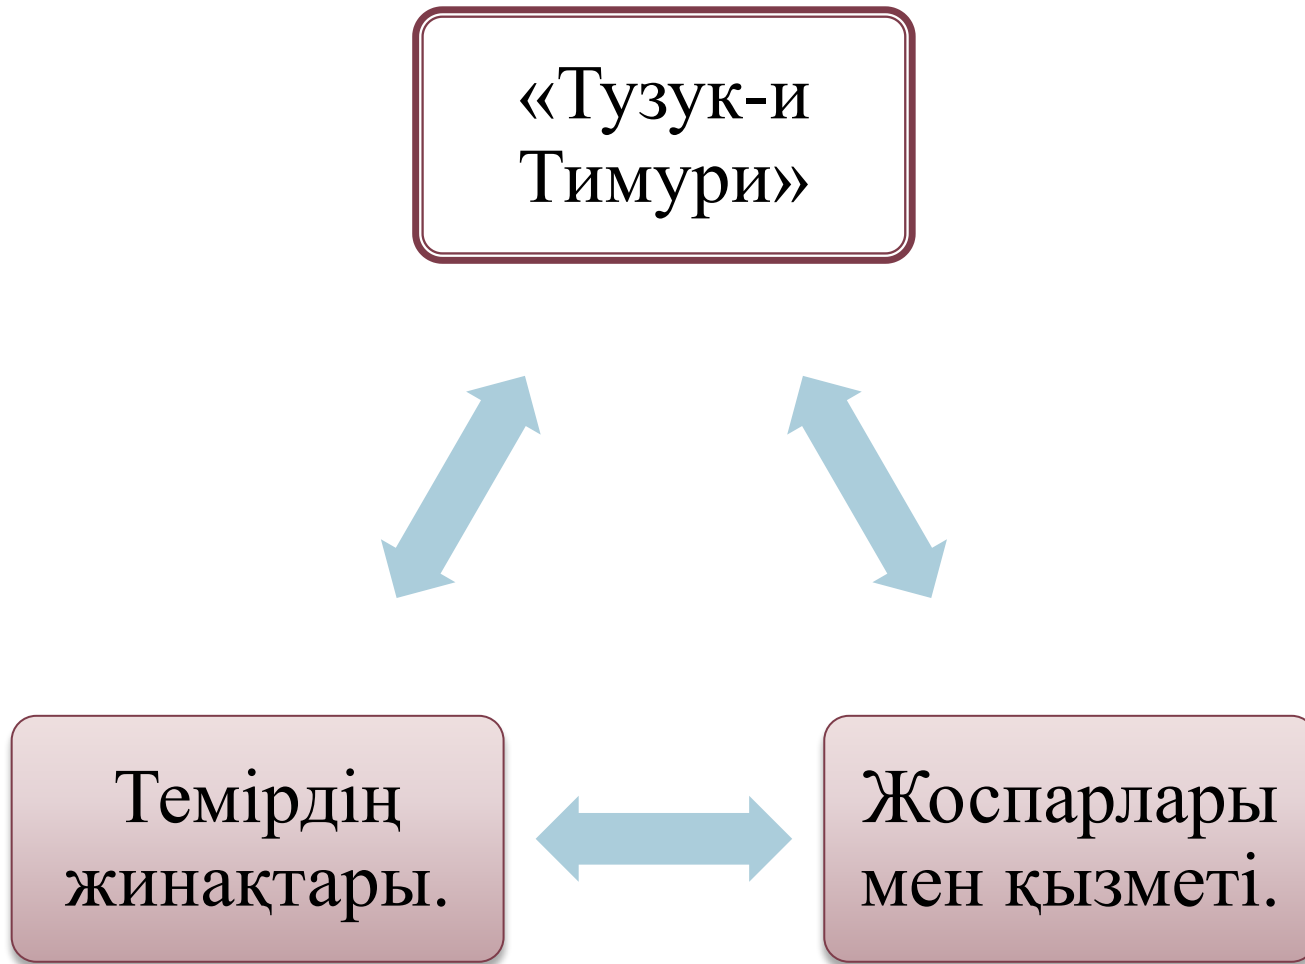 «Тузук-и
Тимури»
Темірдің
жинақтары.
Жоспарлары
мен қызметі.